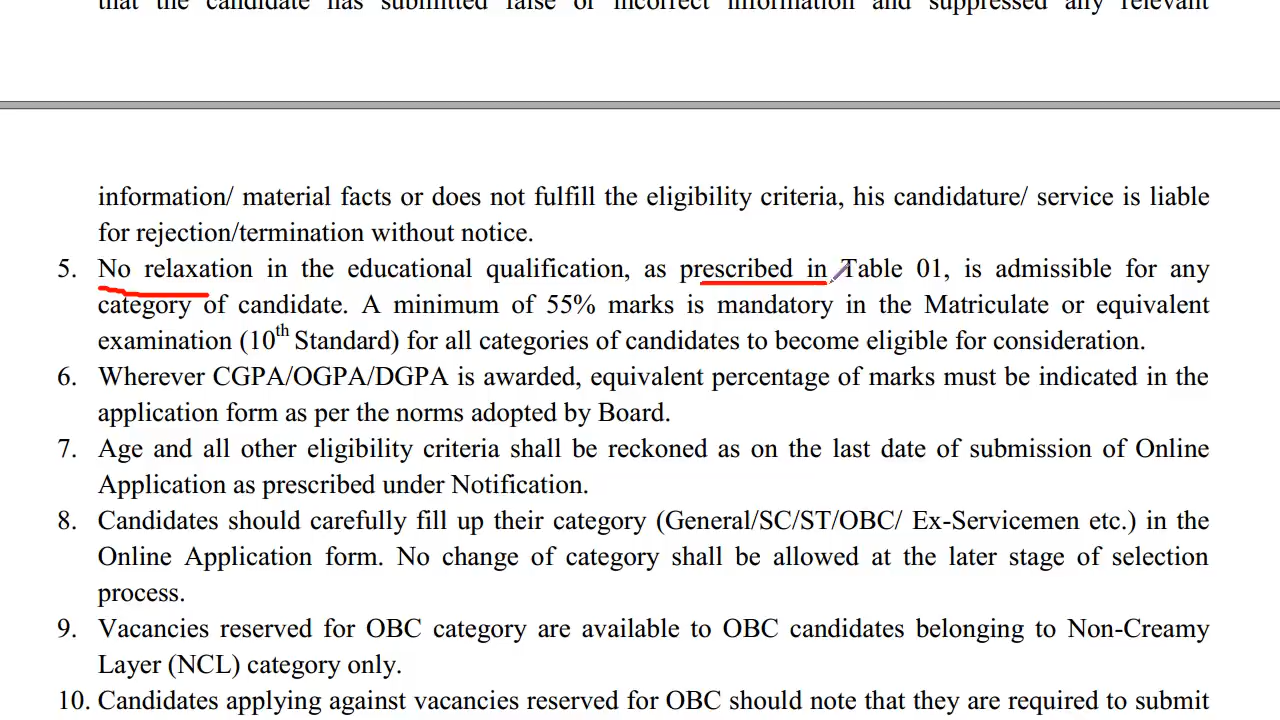 that the candidate has submitted false or incorrect information and suppressed any relevant
information/ material facts or does not fulfill the eligibility criteria, his candidature/ service is liable
for rejection/termination without notice.
5. No relaxation in the educational qualification, as prescribed in Table 01, is admissible for any
category of candidate. A minimum of 55% marks is mandatory in the Matriculate or equivalent
examination (10th Standard) for all categories of candidates to become eligible for consideration.
6. Wherever CGPA/OGPA/DGPA is awarded, equivalent percentage of marks must be indicated in the
application form as per the norms adopted by Board.
7. Age and all other eligibility criteria shall be reckoned as on the last date of submission of Online
Application as prescribed under Notification.
8. Candidates should carefully fill up their category (General/SC/ST/OBC/ Ex-Servicemen etc.) in the
Online Application form. No change of category shall be allowed at the later stage of selection
process.
9. Vacancies reserved for OBC category are available to OBC candidates belonging to Non-Creamy
Layer (NCL) category only.
10. Candidates applying against vacancies reserved for OBC should note that they are required to submit